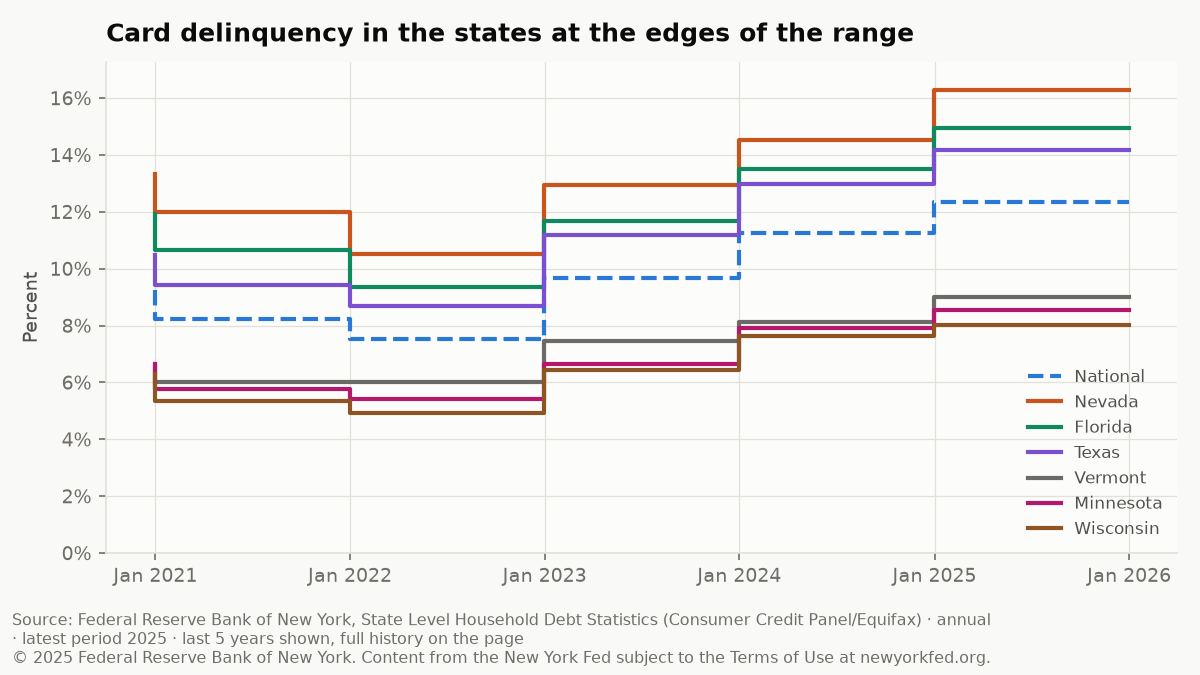 Card delinquency in the states at the edges of the range
Percent
16%
14%
12%
10%
8%
6%
4%
2%
0%
Jan 2021
Jan 2022
Jan 2023
Jan 2024
Jan 2025
Jan 2026
National
Nevada
Florida
Texas
Vermont
Minnesota
Wisconsin
Source: Federal Reserve Bank of New York, State Level Household Debt Statistics (Consumer Credit Panel/Equifax) · annual
· latest period 2025 · last 5 years shown, full history on the page
© 2025 Federal Reserve Bank of New York. Content from the New York Fed subject to the Terms of Use at newyorkfed.org.